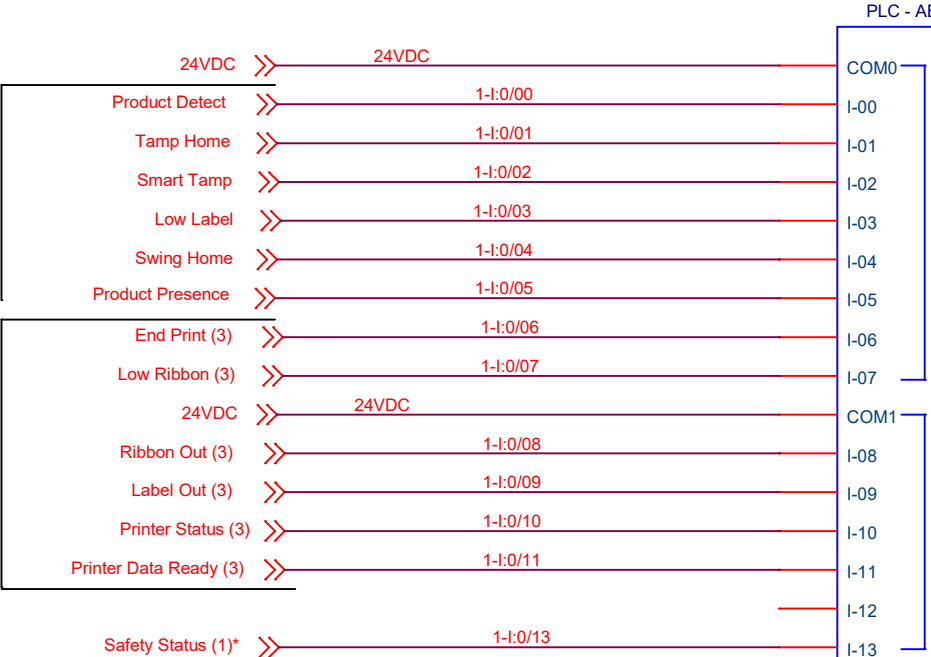 PLC - AB
24VDC 24VDC COM0
Product Detect 1-I:0/00 I-00
Tamp Home 1-I:0/01 I-01
Smart Tamp 1-I:0/02 I-02
Low Label 1-I:0/03 I-03
Swing Home 1-I:0/04 I-04
Product Presence 1-I:0/05 I-05
End Print (3) 1-I:0/06 I-06
Low Ribbon (3) 1-I:0/07 I-07
24VDC 24VDC COM1
Ribbon Out (3) 1-I:0/08 I-08
Label Out (3) 1-I:0/09 I-09
Printer Status (3) 1-I:0/10 I-10
Printer Data Ready (3) 1-I:0/11 I-11
I-12
Safety Status (1)* 1-I:0/13 I-13